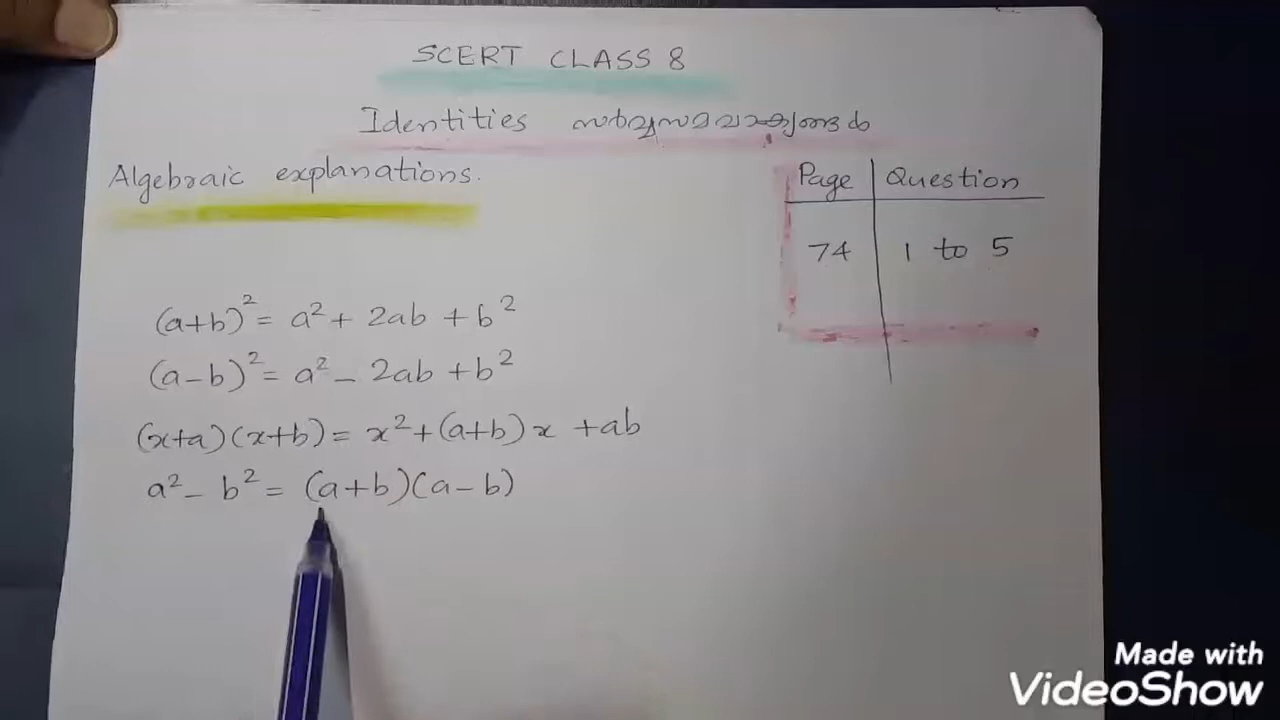 SCERT CLASS 8
Identities സർവ്വസമവാക്യങ്ങൾ
Algebraic explanations.
Page Question
74 1 to 5
(a+b)² = a² + 2ab + b²
(a-b)² = a² - 2ab + b²
(x+a)(x+b) = x² + (a+b)x + ab
a² - b² = (a+b)(a-b)
Made with
VideoShow